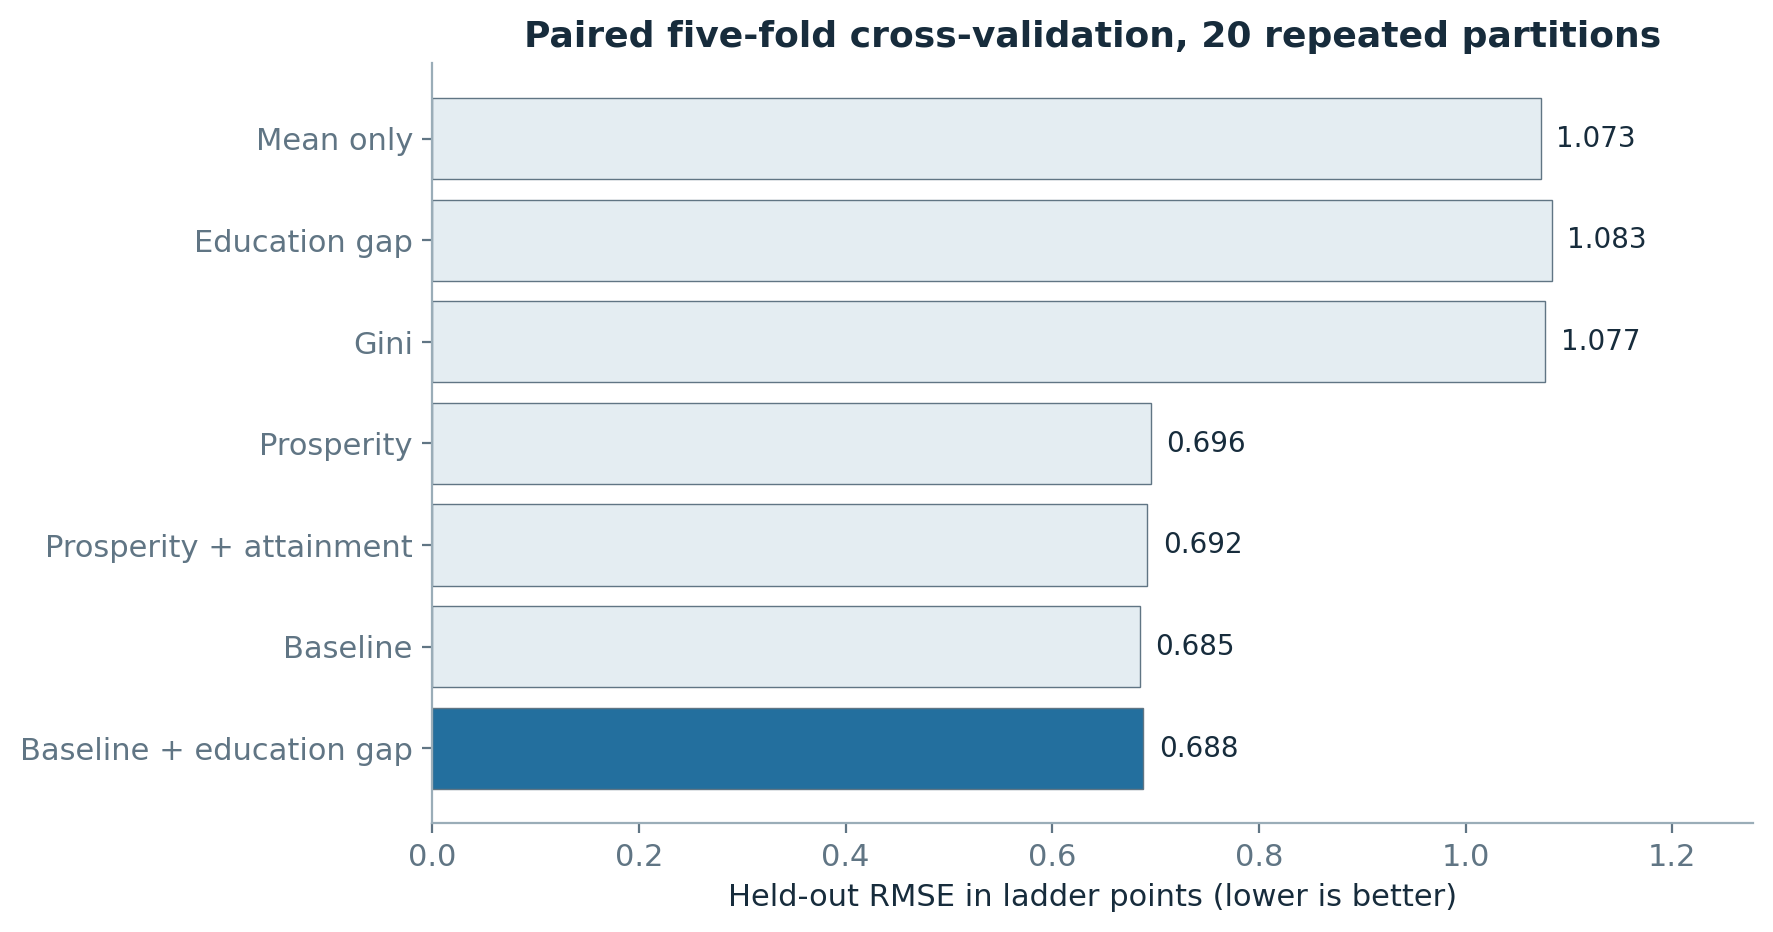 Paired five-fold cross-validation, 20 repeated partitions
Mean only
1.073
Education gap
1.083
Gini
1.077
Prosperity
0.696
Prosperity + attainment
0.692
Baseline
0.685
Baseline + education gap
0.688
0.0
0.2
0.4
0.6
0.8
1.0
1.2
Held-out RMSE in ladder points (lower is better)